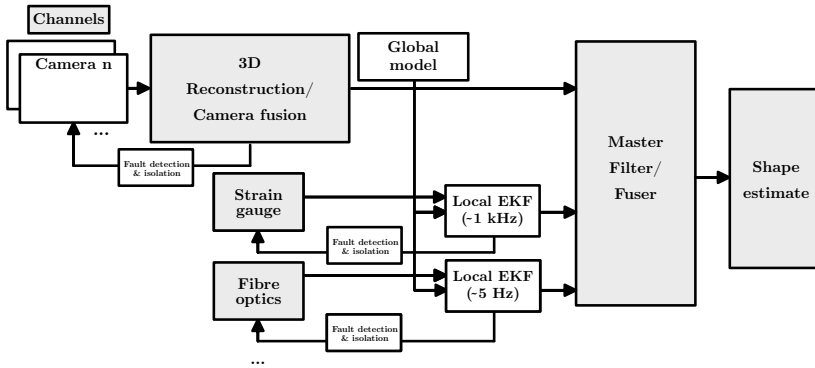 Channels
Camera n
...
3D
Reconstruction/
Camera fusion
Global
model
Fault detection
& isolation
Master
Filter/
Fuser
Shape
estimate
Strain
gauge
Local EKF
(~1 kHz)
Fault detection
& isolation
Fibre
optics
Local EKF
(~5 Hz)
Fault detection
& isolation
...